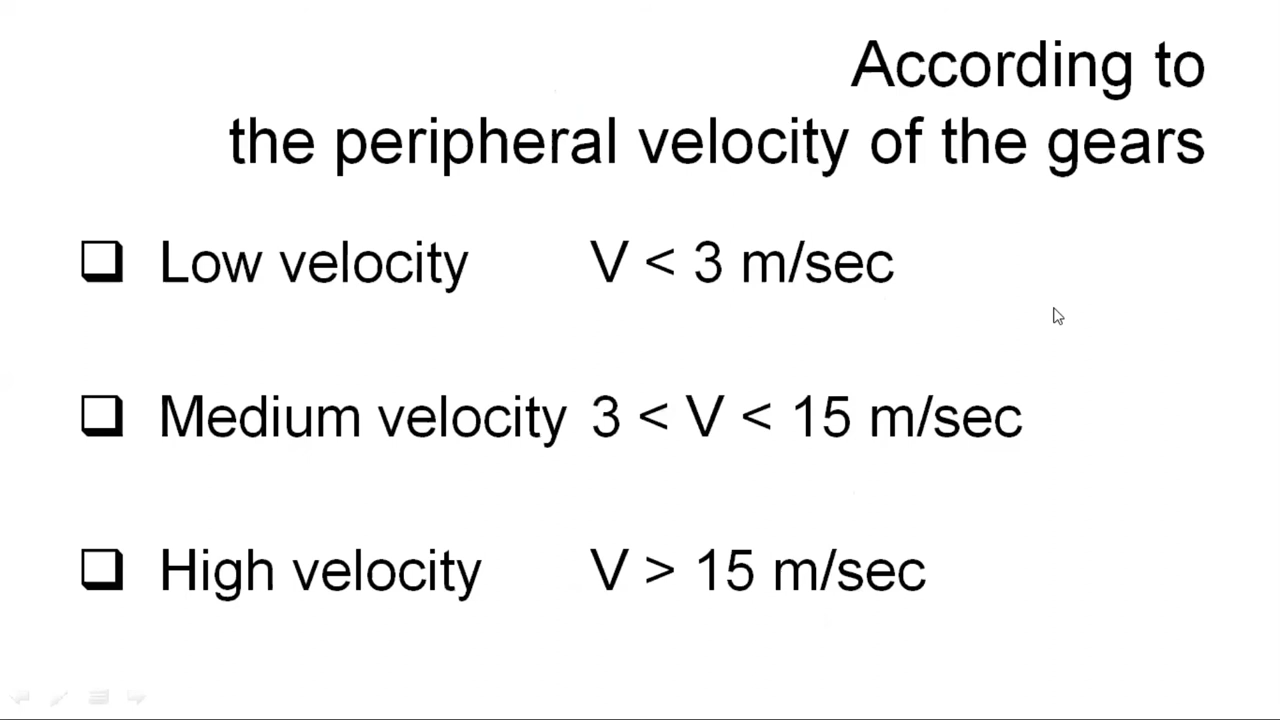 According to
the peripheral velocity of the gears
Low velocity V < 3 m/sec
Medium velocity 3 < V < 15 m/sec
High velocity V > 15 m/sec